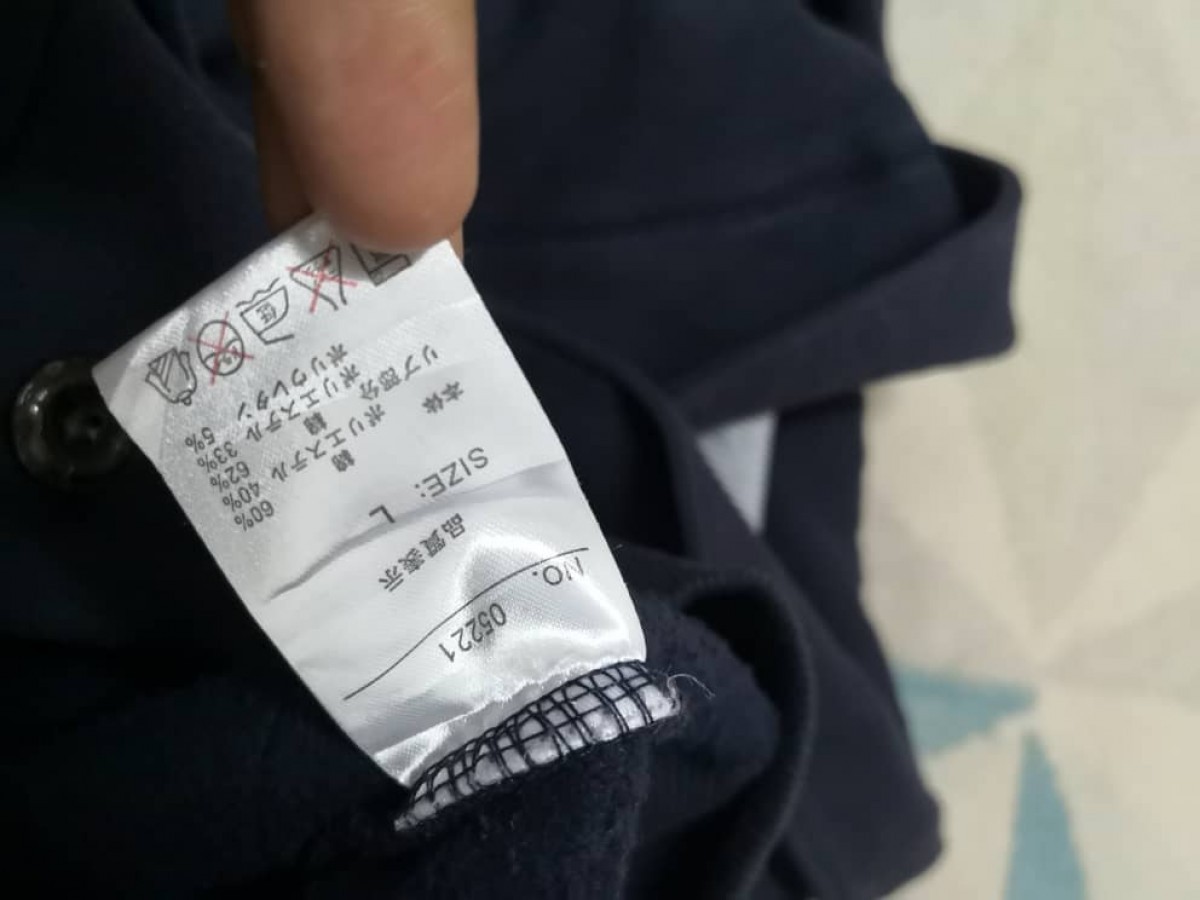 NO. 05221
品質表示
SIZE: L
本体 綿 60%
ポリエステル 40%
リブ部分 綿 62%
ポリエステル 33%
ポリウレタン 5%